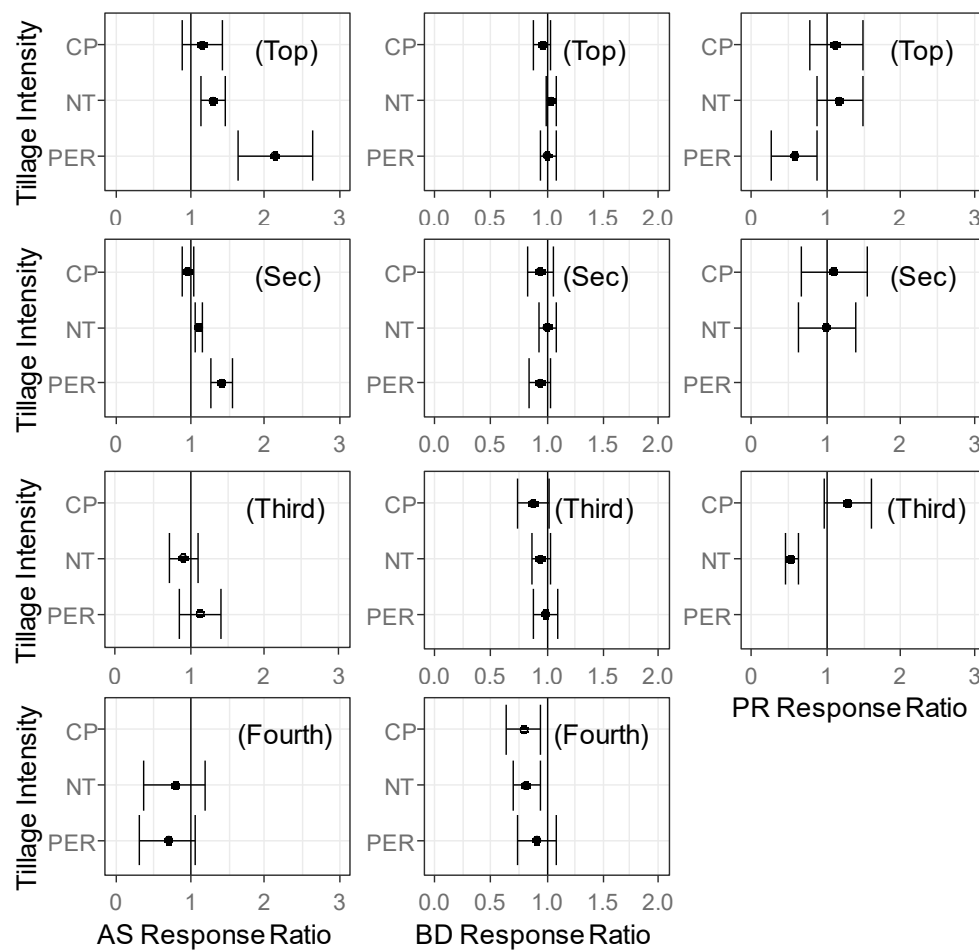 Tillage Intensity
CP
NT
PER
(Top)
0 1 2 3
CP
NT
PER
(Top)
0.0 0.5 1.0 1.5 2.0
CP
NT
PER
(Top)
0 1 2 3
Tillage Intensity
CP
NT
PER
(Sec)
0 1 2 3
CP
NT
PER
(Sec)
0.0 0.5 1.0 1.5 2.0
CP
NT
PER
(Sec)
0 1 2 3
Tillage Intensity
CP
NT
PER
(Third)
0 1 2 3
CP
NT
PER
(Third)
0.0 0.5 1.0 1.5 2.0
CP
NT
PER
(Third)
0 1 2 3
PR Response Ratio
Tillage Intensity
CP
NT
PER
(Fourth)
0 1 2 3
AS Response Ratio
CP
NT
PER
(Fourth)
0.0 0.5 1.0 1.5 2.0
BD Response Ratio